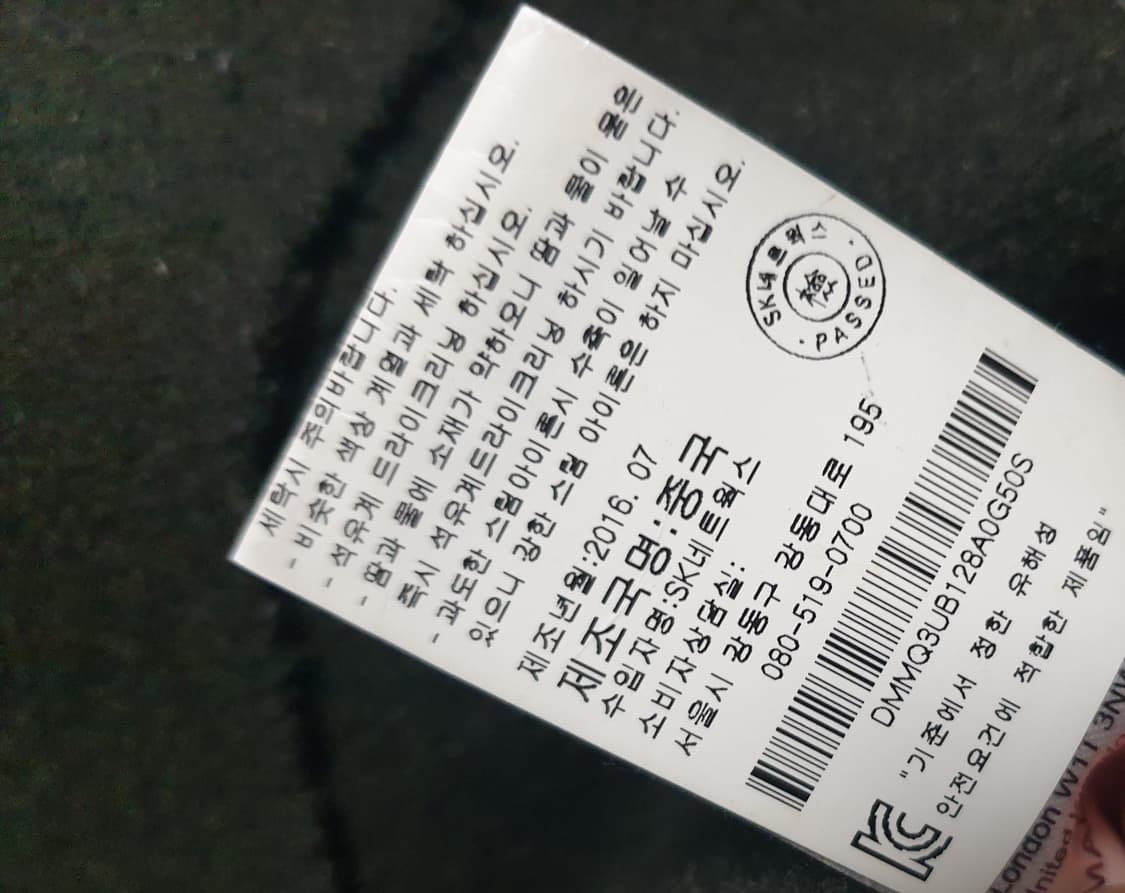 세탁시 주의바랍니다.
- 비슷한 색상 계열과 세탁 하십시오.
- 석유계 드라이크리닝 하십시오.
- 땀과 물에 소재가 약하오니 땀과 물이 묻은
즉시 석유계드라이크리닝 하시기 바랍니다.
- 과도한 스팀아이론시 수축이 일어날 수
있으니 강한 스팀 아이론은 하지 마십시오.
제조년월:2016. 07
제조국명:중국
수입자명:SK네트웍스
소비자상담실:
서울시 강동구 강동대로 195
080-519-0700
SK네트웍스 · PASSED ·
檢
DMMQ3UB128A0G50S
KC
"기준에서 정한 유해성
안전요건에 적합한 제품임"
London W11 3N